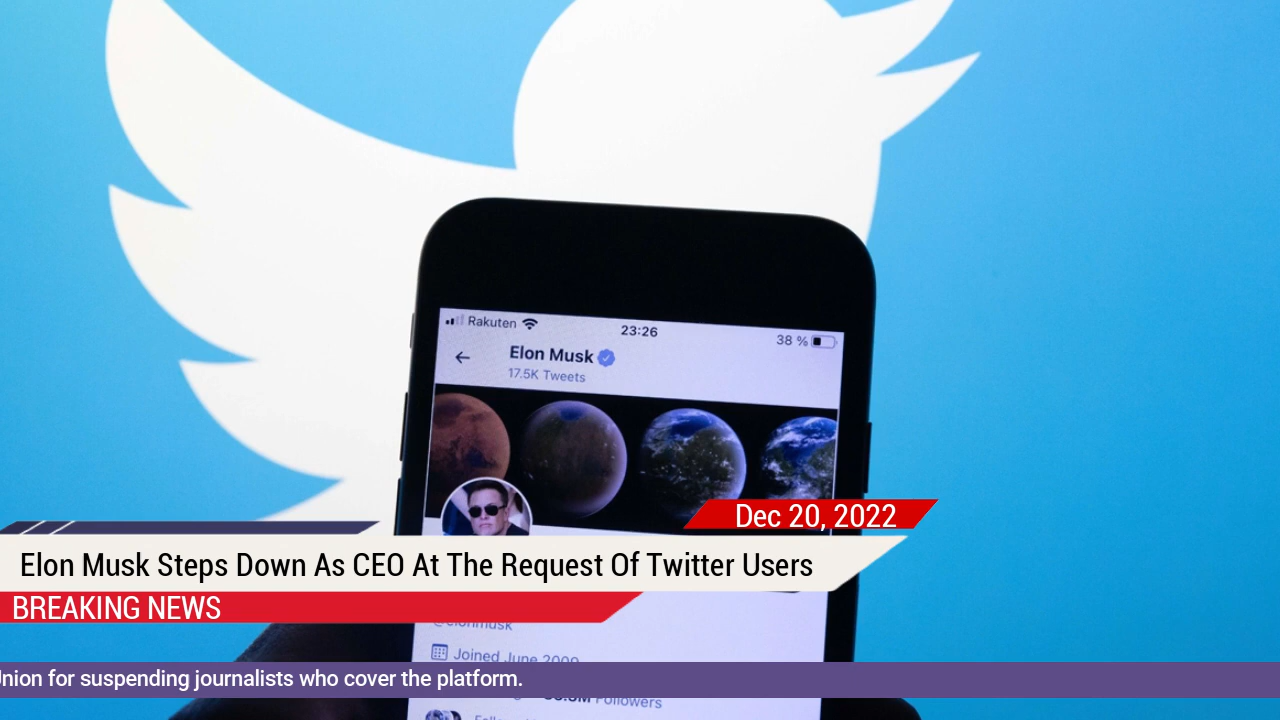 Rakuten 23:26 38 %
Elon Musk
17.5K Tweets
Dec 20, 2022
Elon Musk Steps Down As CEO At The Request Of Twitter Users
BREAKING NEWS
@elonmusk
Joined June 2009
Union for suspending journalists who cover the platform.
Followers